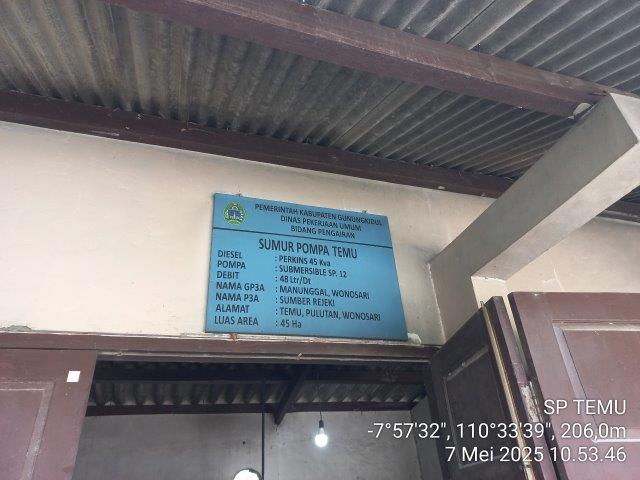 PEMERINTAH KABUPATEN GUNUNGKIDUL
DINAS PEKERJAAN UMUM
BIDANG PENGAIRAN
SUMUR POMPA TEMU
DIESEL : PERKINS 45 Kva
POMPA : SUBMERSIBLE SP. 12
DEBIT : 48 Ltr/Dt
NAMA GP3A : MANUNGGAL, WONOSARI
NAMA P3A : SUMBER REJEKI
ALAMAT : TEMU, PULUTAN, WONOSARI
LUAS AREA : 45 Ha
SP TEMU
-7°57'32", 110°33'39", 206,0m
7 Mei 2025 10.53.46